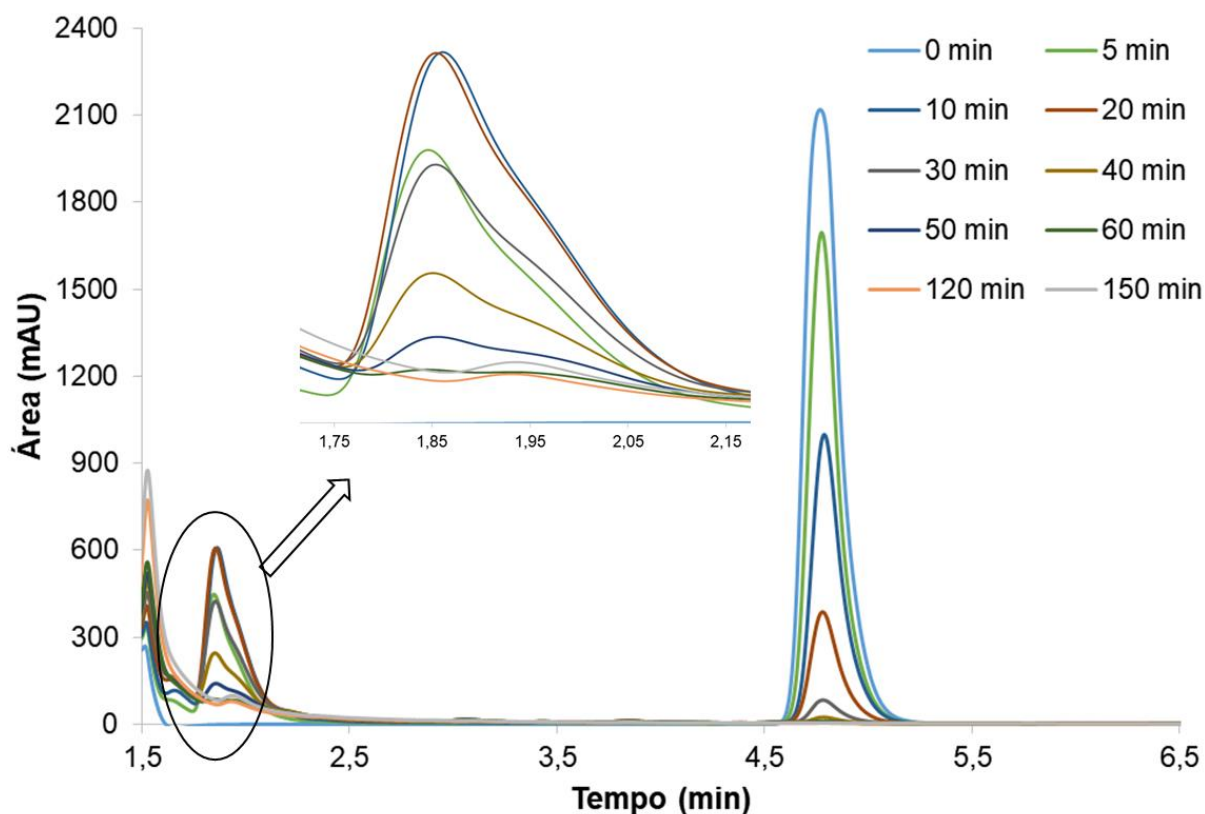 2400
2100
1800
1500
1200
900
600
300
0
Área (mAU)
0 min
5 min
10 min
20 min
30 min
40 min
50 min
60 min
120 min
150 min
1,75
1,85
1,95
2,05
2,15
1,5
2,5
3,5
4,5
5,5
6,5
Tempo (min)